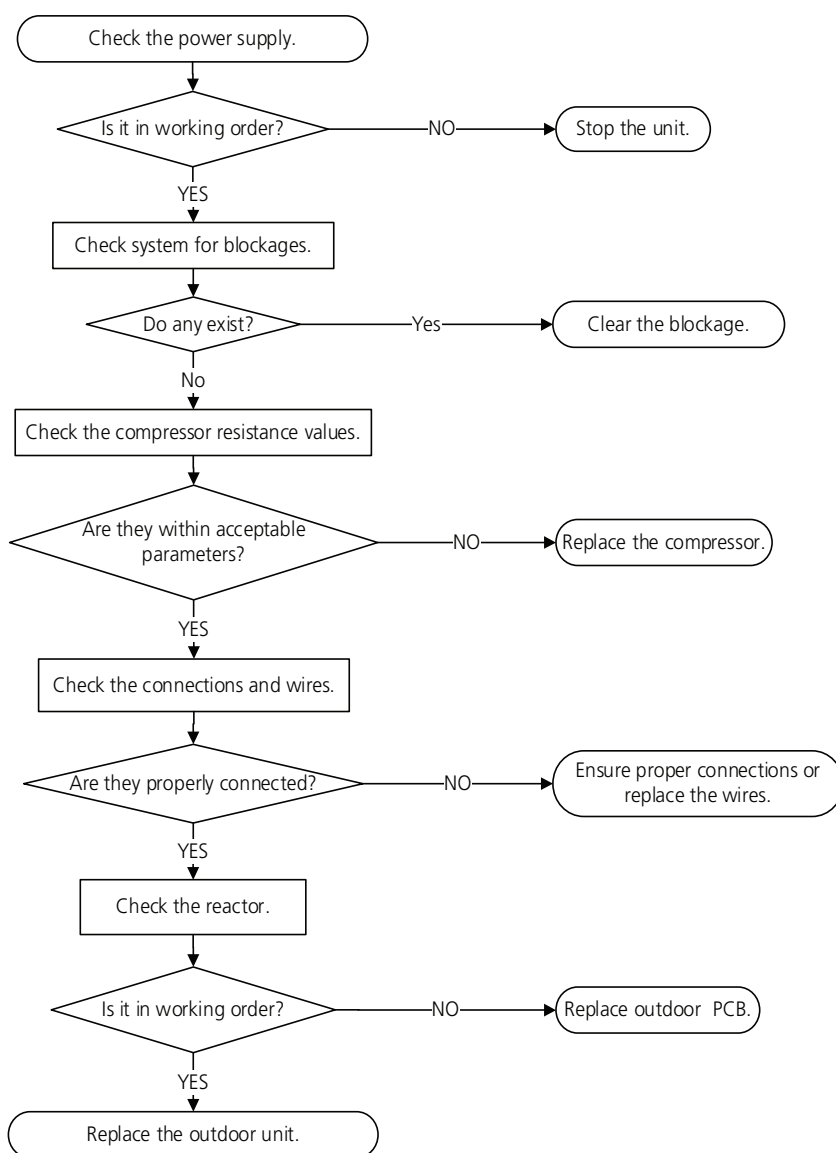 Check the power supply.
Is it in working order?
NO
Stop the unit.
YES
Check system for blockages.
Do any exist?
Yes
Clear the blockage.
No
Check the compressor resistance values.
Are they within acceptable
parameters?
NO
Replace the compressor.
YES
Check the connections and wires.
Are they properly connected?
NO
Ensure proper connections or
replace the wires.
YES
Check the reactor.
Is it in working order?
NO
Replace outdoor  PCB.
YES
Replace the outdoor unit.